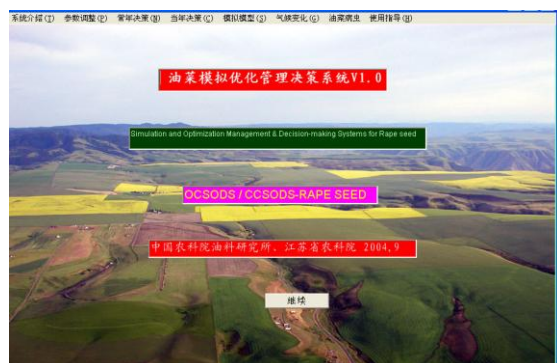 系统介绍(I) 参数调整(P) 常年决策(N) 当年决策(C) 模拟模型(S) 气候变化(G) 油菜病虫 使用指导(H)
油菜模拟优化管理决策系统V1.0
Simulation and Optimization Management & Decision-making Systems for Rape seed
OCSODS / CCSODS-RAPE SEED
中国农科院油料研究所、江苏省农科院 2004,9
继续